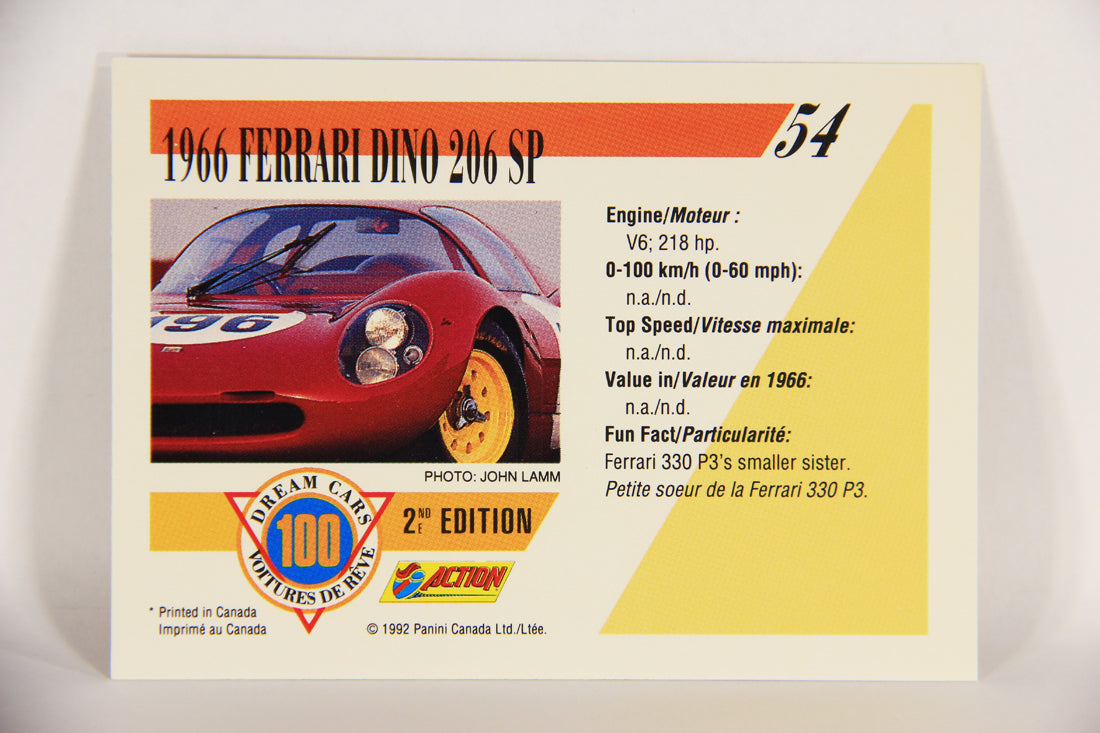 1966 FERRARI DINO 206 SP
54
196
Engine/Moteur :
V6; 218 hp.
0-100 km/h (0-60 mph):
n.a./n.d.
Top Speed/Vitesse maximale:
n.a./n.d.
Value in/Valeur en 1966:
n.a./n.d.
Fun Fact/Particularité:
Ferrari 330 P3's smaller sister.
Petite soeur de la Ferrari 330 P3.
PHOTO: JOHN LAMM
DREAM CARS
100
VOITURES DE RÊVE
2ND E EDITION
ACTION
* Printed in Canada
Imprimé au Canada
© 1992 Panini Canada Ltd./Ltée.